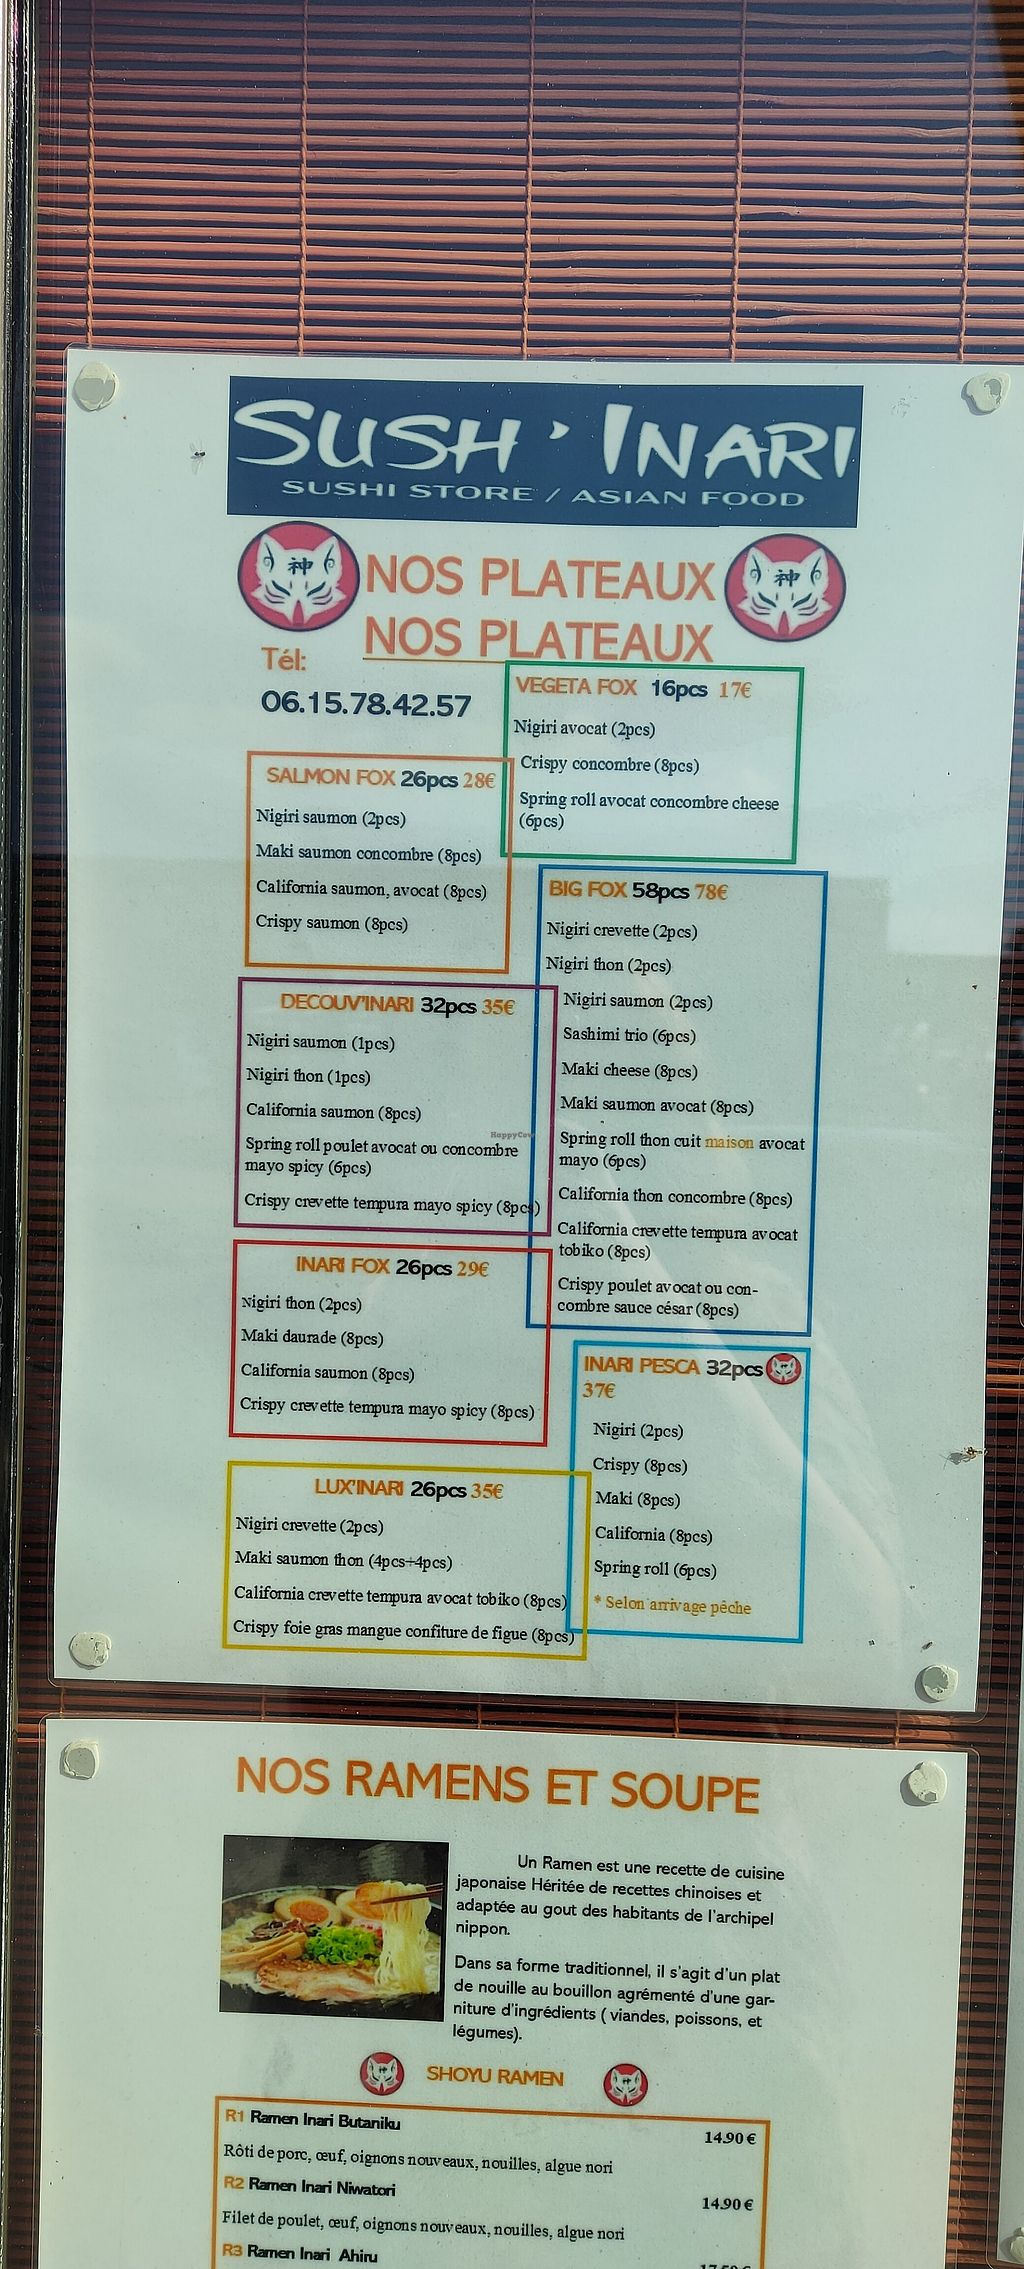 SUSH ' INARI
SUSHI STORE / ASIAN FOOD
神
NOS PLATEAUX
神
NOS PLATEAUX
Tél:
06.15.78.42.57
VEGETA FOX 16pcs 17€
Nigiri avocat (2pcs)
Crispy concombre (8pcs)
Spring roll avocat concombre cheese
(6pcs)
SALMON FOX 26pcs 28€
Nigiri saumon (2pcs)
Maki saumon concombre (8pcs)
California saumon, avocat (8pcs)
Crispy saumon (8pcs)
BIG FOX 58pcs 78€
Nigiri crevette (2pcs)
Nigiri thon (2pcs)
Nigiri saumon (2pcs)
Sashimi trio (6pcs)
Maki cheese (8pcs)
Maki saumon avocat (8pcs)
Spring roll thon cuit maison avocat
mayo (6pcs)
California thon concombre (8pcs)
California crevette tempura avocat
tobiko (8pcs)
Crispy poulet avocat ou con-
combre sauce césar (8pcs)
DECOUV'INARI 32pcs 35€
Nigiri saumon (1pcs)
Nigiri thon (1pcs)
California saumon (8pcs)
Spring roll poulet avocat ou concombre
mayo spicy (6pcs)
Crispy crevette tempura mayo spicy (8pcs)
HappyCow
INARI FOX 26pcs 29€
Nigiri thon (2pcs)
Maki daurade (8pcs)
California saumon (8pcs)
Crispy crevette tempura mayo spicy (8pcs)
INARI PESCA 32pcs
37€
Nigiri (2pcs)
Crispy (8pcs)
Maki (8pcs)
California (8pcs)
Spring roll (6pcs)
* Selon arrivage pêche
LUX'INARI 26pcs 35€
Nigiri crevette (2pcs)
Maki saumon thon (4pcs+4pcs)
California crevette tempura avocat tobiko (8pcs)
Crispy foie gras mangue confiture de figue (8pcs)
NOS RAMENS ET SOUPE
Un Ramen est une recette de cuisine
japonaise Héritée de recettes chinoises et
adaptée au gout des habitants de l'archipel
nippon.
Dans sa forme traditionnel, il s'agit d'un plat
de nouille au bouillon agrémenté d'une gar-
niture d'ingrédients ( viandes, poissons, et
légumes).
神
SHOYU RAMEN
神
R1 Ramen Inari Butaniku
14.90 €
Rôti de porc, œuf, oignons nouveaux, nouilles, algue nori
R2 Ramen Inari Niwatori
14.90 €
Filet de poulet, œuf, oignons nouveaux, nouilles, algue nori
R3 Ramen Inari Ahiru